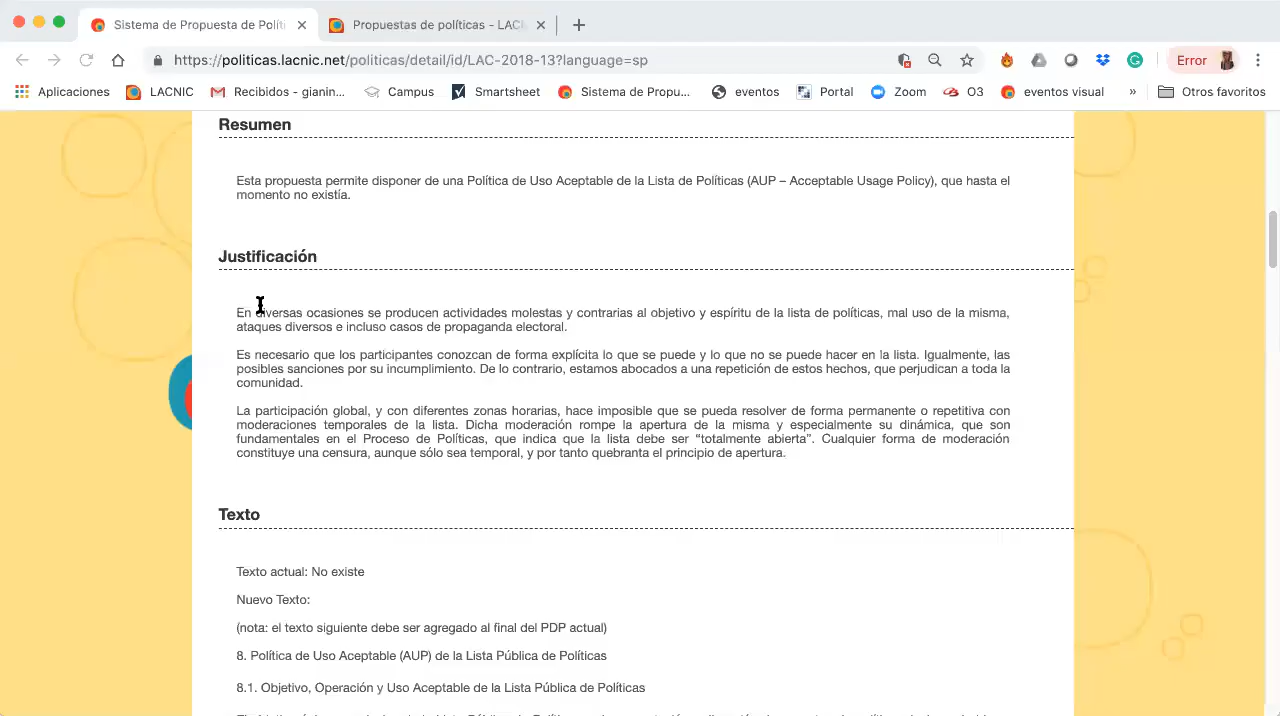 Sistema de Propuesta de Políti
Propuestas de políticas - LACN
https://politicas.lacnic.net/politicas/detail/id/LAC-2018-13?language=sp
Error
Aplicaciones
LACNIC
Recibidos - gianin...
Campus
Smartsheet
Sistema de Propu...
eventos
Portal
Zoom
O3
eventos visual
»
Otros favoritos
Resumen
Esta propuesta permite disponer de una Política de Uso Aceptable de la Lista de Políticas (AUP – Acceptable Usage Policy), que hasta el
momento no existía.
Justificación
En diversas ocasiones se producen actividades molestas y contrarias al objetivo y espíritu de la lista de políticas, mal uso de la misma,
ataques diversos e incluso casos de propaganda electoral.
Es necesario que los participantes conozcan de forma explícita lo que se puede y lo que no se puede hacer en la lista. Igualmente, las
posibles sanciones por su incumplimiento. De lo contrario, estamos abocados a una repetición de estos hechos, que perjudican a toda la
comunidad.
La participación global, y con diferentes zonas horarias, hace imposible que se pueda resolver de forma permanente o repetitiva con
moderaciones temporales de la lista. Dicha moderación rompe la apertura de la misma y especialmente su dinámica, que son
fundamentales en el Proceso de Políticas, que indica que la lista debe ser “totalmente abierta”. Cualquier forma de moderación
constituye una censura, aunque sólo sea temporal, y por tanto quebranta el principio de apertura.
Texto
Texto actual: No existe
Nuevo Texto:
(nota: el texto siguiente debe ser agregado al final del PDP actual)
8. Política de Uso Aceptable (AUP) de la Lista Pública de Políticas
8.1. Objetivo, Operación y Uso Aceptable de la Lista Pública de Políticas